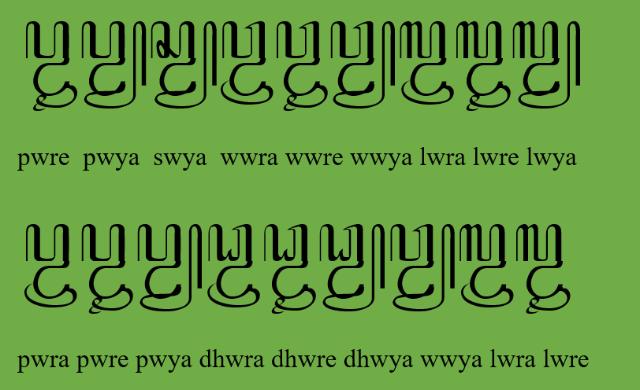 ꦥ꧀ꦮꦽ ꦥ꧀ꦮꦾ ꦱ꧀ꦮꦾ ꦮ꧀ꦮꦿ ꦮ꧀ꦮꦽ ꦮ꧀ꦮꦾ ꦭ꧀ꦮꦿ ꦭ꧀ꦮꦽ ꦭ꧀ꦮꦾ
pwre pwya swya wwra wwre wwya lwra lwre lwya
ꦥ꧀ꦮꦿ ꦥ꧀ꦮꦽ ꦥ꧀ꦮꦾ ꦝ꧀ꦮꦿ ꦝ꧀ꦮꦽ ꦝ꧀ꦮꦾ ꦮ꧀ꦮꦾ ꦭ꧀ꦮꦿ ꦭ꧀ꦮꦽ
pwra pwre pwya dhwra dhwre dhwya wwya lwra lwre